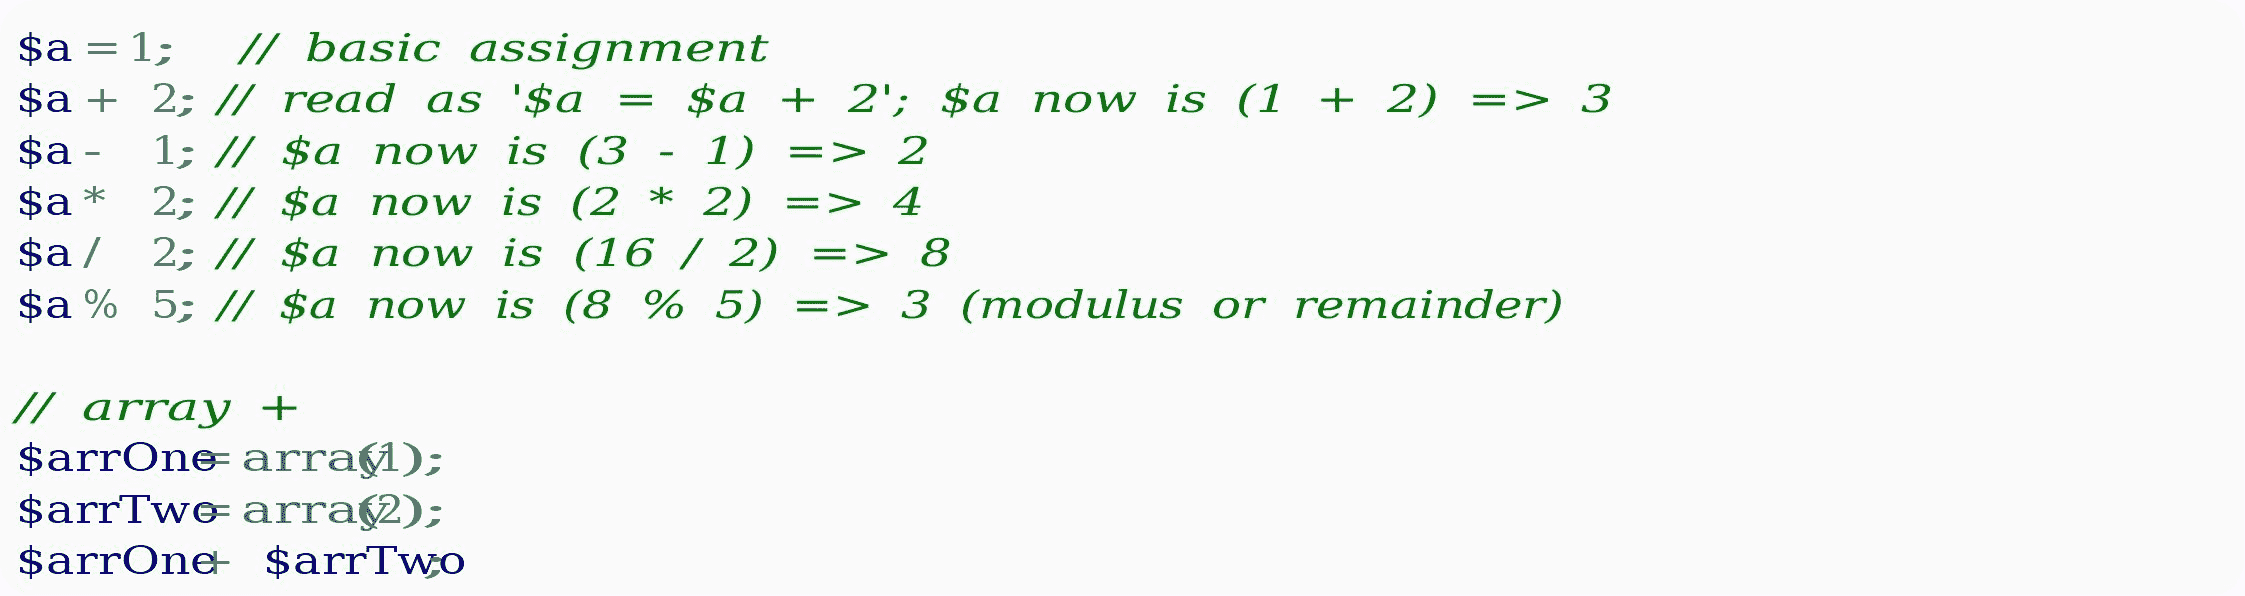 $a = 1; // basic assignment
$a + 2; // read as '$a = $a + 2'; $a now is (1 + 2) => 3
$a - 1; // $a now is (3 - 1) => 2
$a * 2; // $a now is (2 * 2) => 4
$a / 2; // $a now is (16 / 2) => 8
$a % 5; // $a now is (8 % 5) => 3 (modulus or remainder)
// array +
$arrOne = array(1);
$arrTwo = array(2);
$arrOne + $arrTwo;